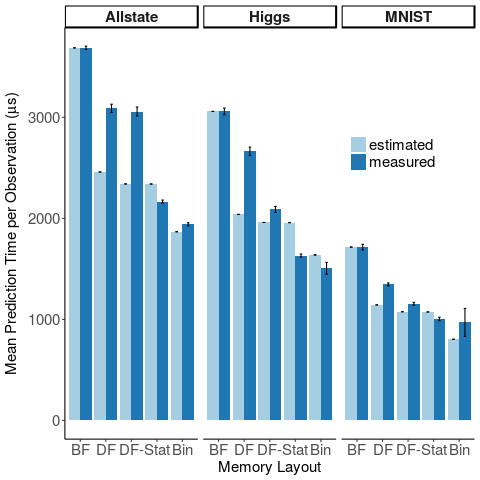 Allstate Higgs MNIST
Mean Prediction Time per Observation (µs)
3000
2000
1000
0
estimated
measured
BF DF DF-Stat Bin BF DF DF-Stat Bin BF DF DF-Stat Bin
Memory Layout